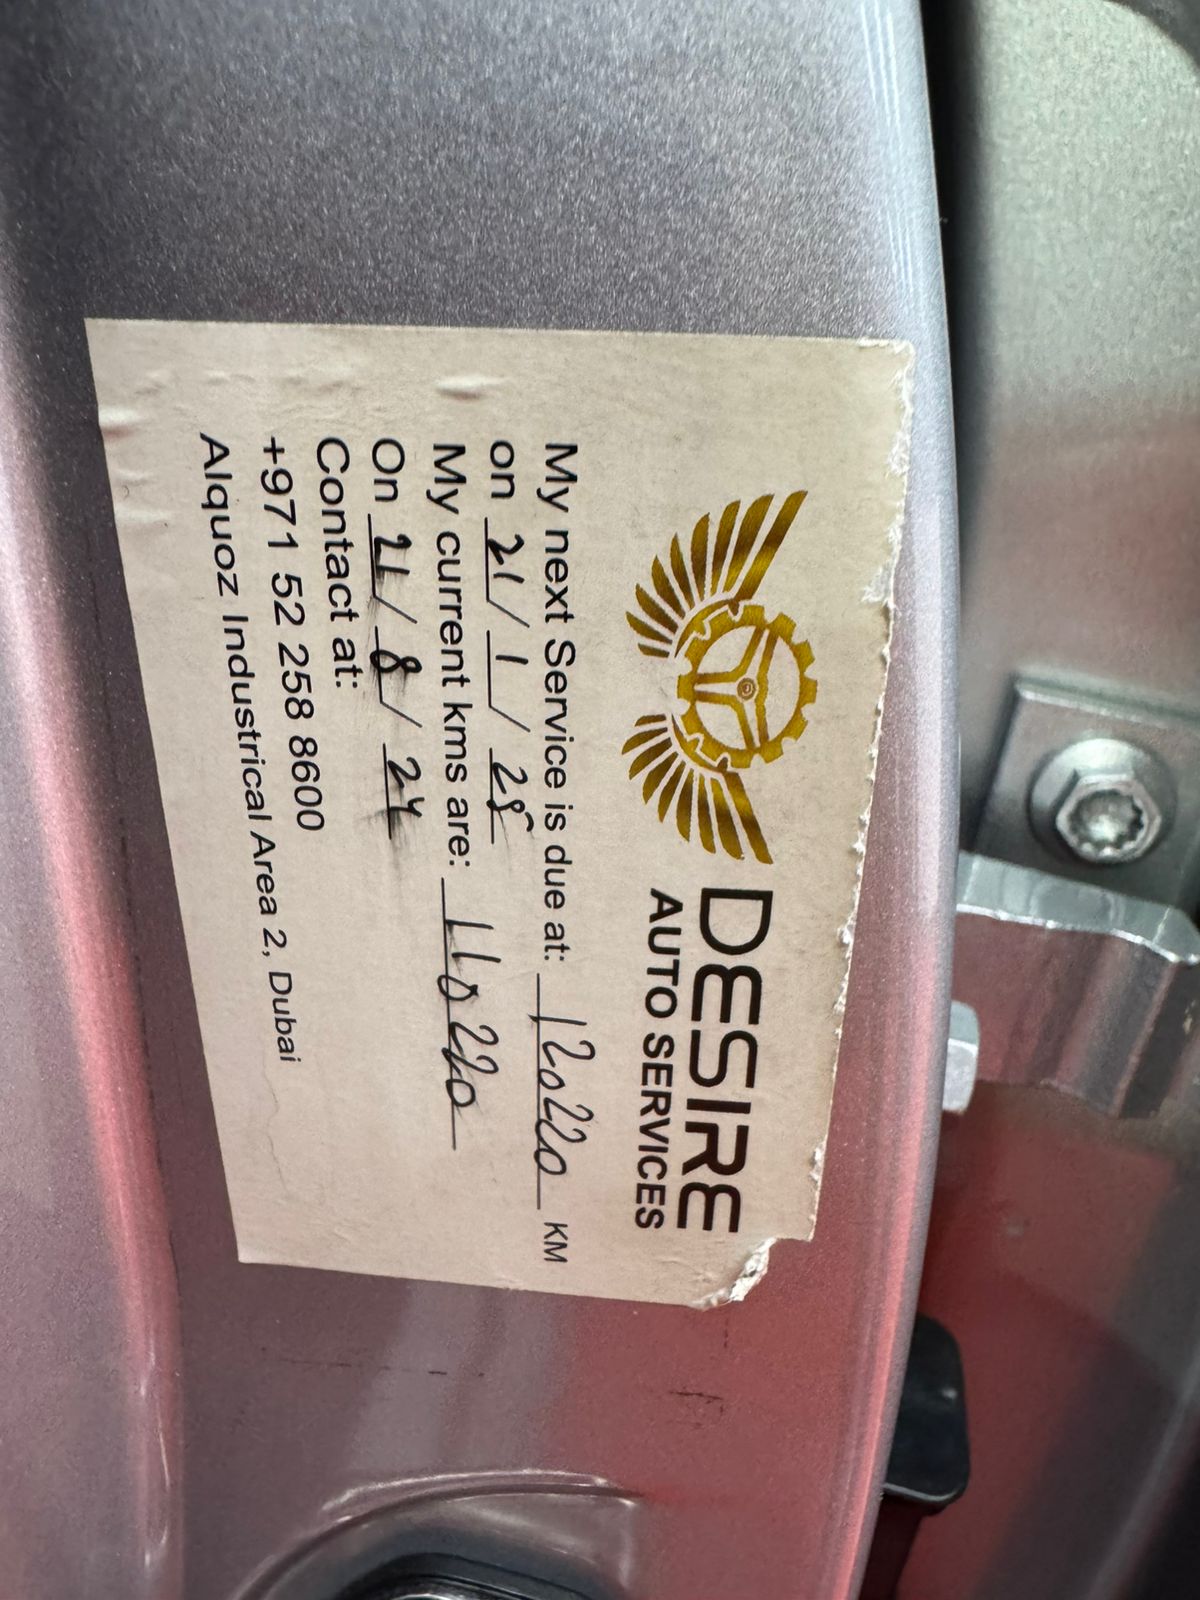 DESIRE
AUTO SERVICES
My next Service is due at: 120220 KM
on 21/1/25
My current kms are: 110220
On 21/8/24
Contact at:
+971 52 258 8600
Alquoz Industrical Area 2, Dubai